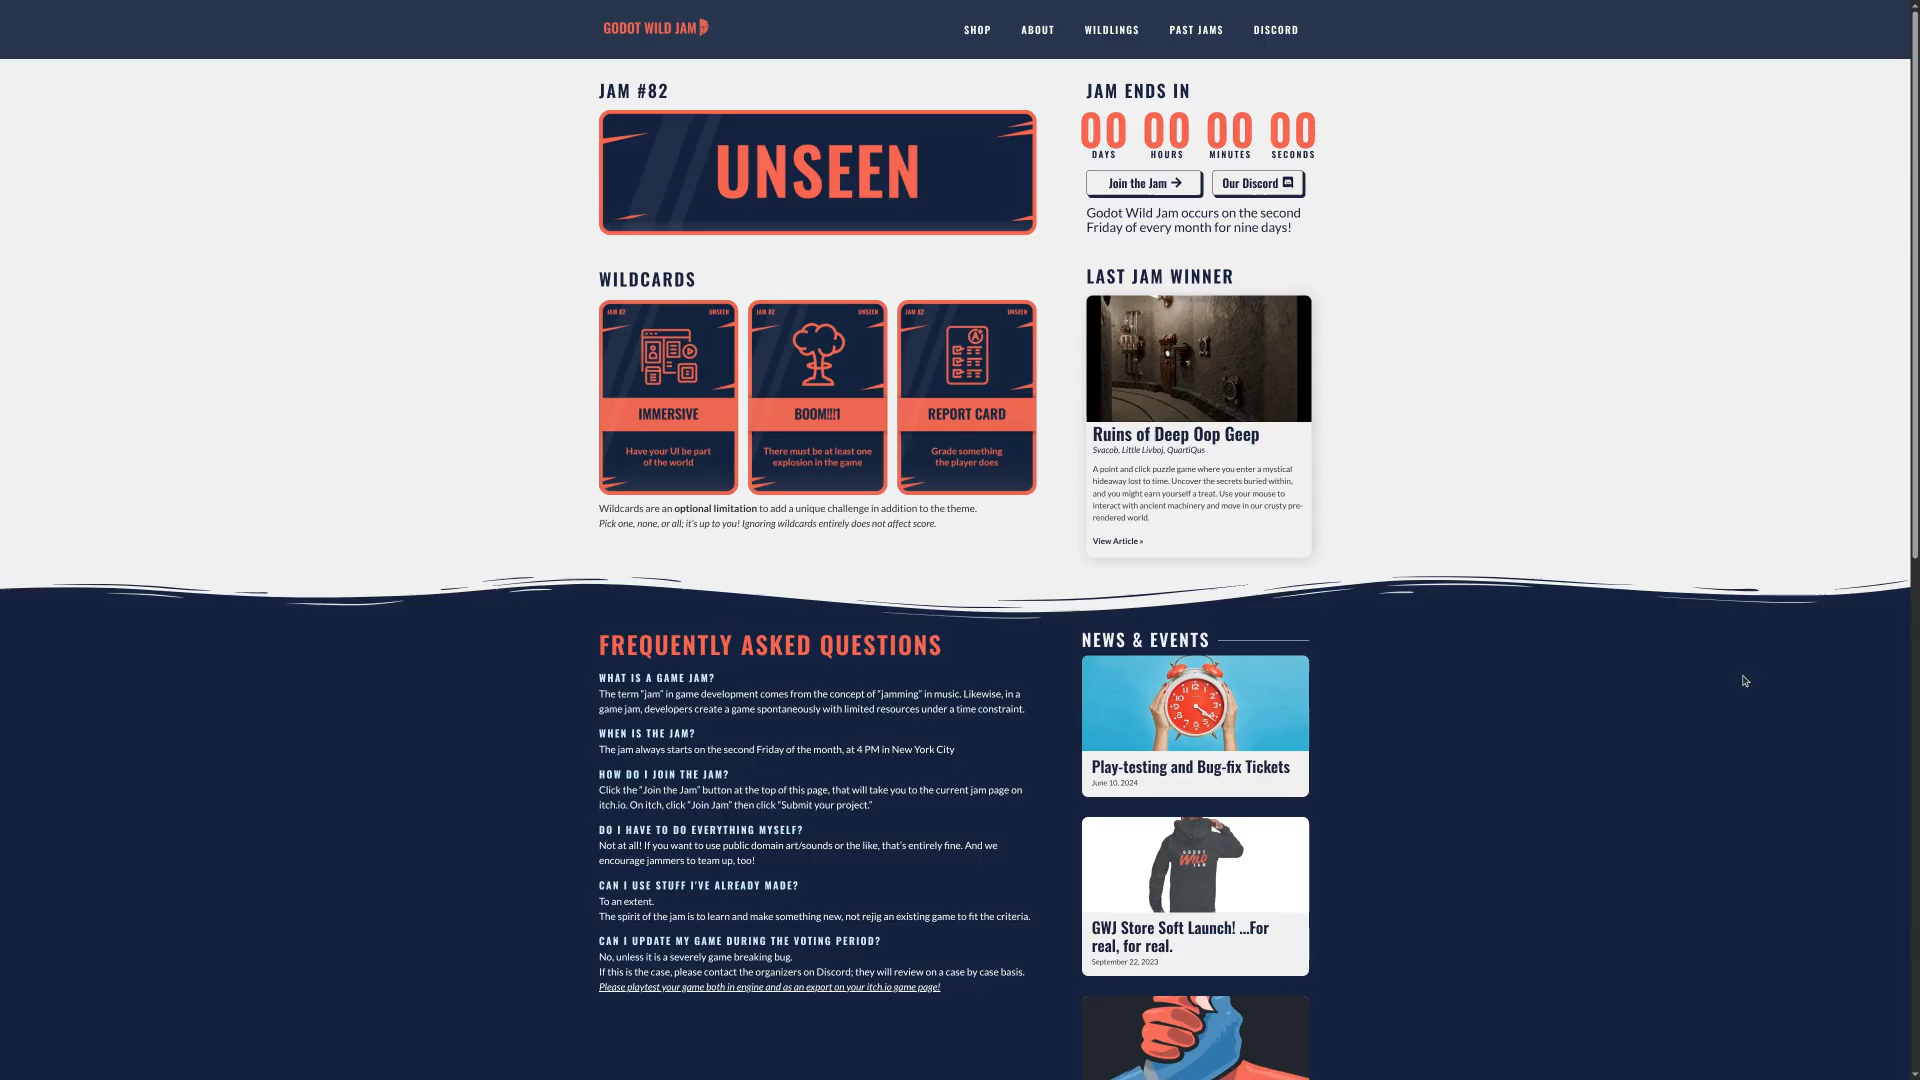 GODOT WILD JAM
SHOP
ABOUT
WILDLINGS
PAST JAMS
DISCORD
JAM #82
UNSEEN
WILDCARDS
JAM 82
UNSEEN
IMMERSIVE
Have your UI be part
of the world
JAM 82
UNSEEN
BOOM!!!1
There must be at least one
explosion in the game
JAM 82
UNSEEN
REPORT CARD
Grade something
the player does
Wildcards are an optional limitation to add a unique challenge in addition to the theme.
Pick one, none, or all; it's up to you! Ignoring wildcards entirely does not affect score.
JAM ENDS IN
00 00 00 00
DAYS HOURS MINUTES SECONDS
Join the Jam
Our Discord
Godot Wild Jam occurs on the second
Friday of every month for nine days!
LAST JAM WINNER
Ruins of Deep Oop Geep
Svacob, Little Livboj, QuartiQus
A point and click puzzle game where you enter a mystical
hideaway lost to time. Uncover the secrets buried within,
and you might earn yourself a treat. Use your mouse to
interact with ancient machinery and move in our crusty pre-
rendered world.
View Article »
FREQUENTLY ASKED QUESTIONS
WHAT IS A GAME JAM?
The term "jam" in game development comes from the concept of "jamming" in music. Likewise, in a
game jam, developers create a game spontaneously with limited resources under a time constraint.
WHEN IS THE JAM?
The jam always starts on the second Friday of the month, at 4 PM in New York City
HOW DO I JOIN THE JAM?
Click the "Join the Jam" button at the top of this page, that will take you to the current jam page on
itch.io. On itch, click "Join Jam" then click "Submit your project."
DO I HAVE TO DO EVERYTHING MYSELF?
Not at all! If you want to use public domain art/sounds or the like, that's entirely fine. And we
encourage jammers to team up, too!
CAN I USE STUFF I'VE ALREADY MADE?
To an extent.
The spirit of the jam is to learn and make something new, not rejig an existing game to fit the criteria.
CAN I UPDATE MY GAME DURING THE VOTING PERIOD?
No, unless it is a severely game breaking bug.
If this is the case, please contact the organizers on Discord; they will review on a case by case basis.
Please playtest your game both in engine and as an export on your itch.io game page!
NEWS & EVENTS
12
1
2
3
4
5
6
7
8
9
10
11
Play-testing and Bug-fix Tickets
June 10, 2024
GODOT
WILD
JAM
GWJ Store Soft Launch! ...For
real, for real.
September 22, 2023